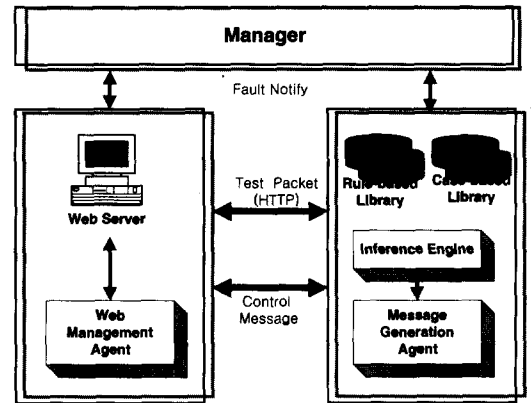 Manager
Fault Notify
Web Server
Test Packet
(HTTP)
Control
Message
Web
Management
Agent
Rule-based
Library
Case-based
Library
Inference Engine
Message
Generation
Agent